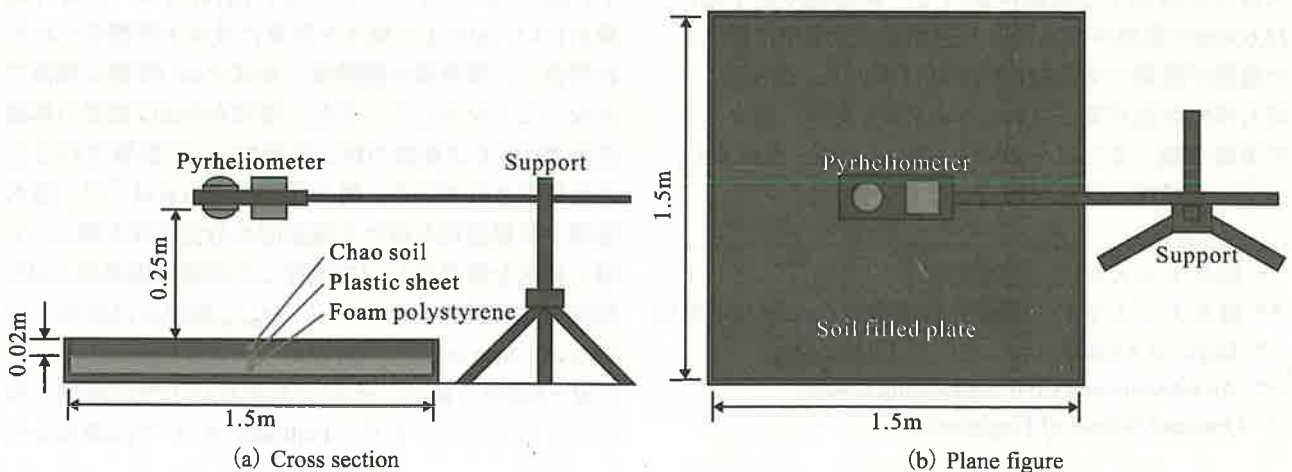 Pyrheliometer
Support
0.25m
Chao soil
Plastic sheet
Foam polystyrene
0.02m
1.5m
(a) Cross section
1.5m
Pyrheliometer
Support
Soil filled plate
1.5m
(b) Plane figure